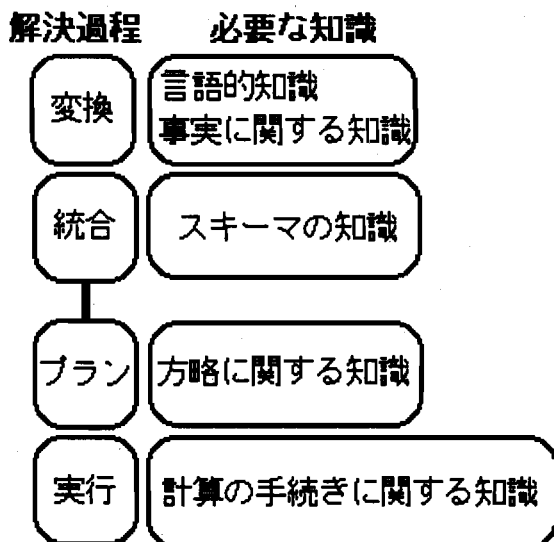 解決過程 必要な知識
変換 言語的知識
事実に関する知識
統合 スキーマの知識
プラン 方略に関する知識
実行 計算の手続きに関する知識